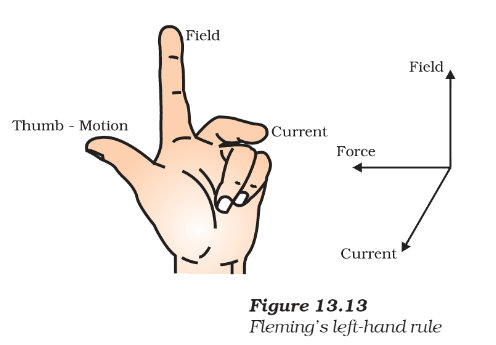 Field
Field
Thumb - Motion
Current
Force
Current
Figure 13.13
Fleming's left-hand rule